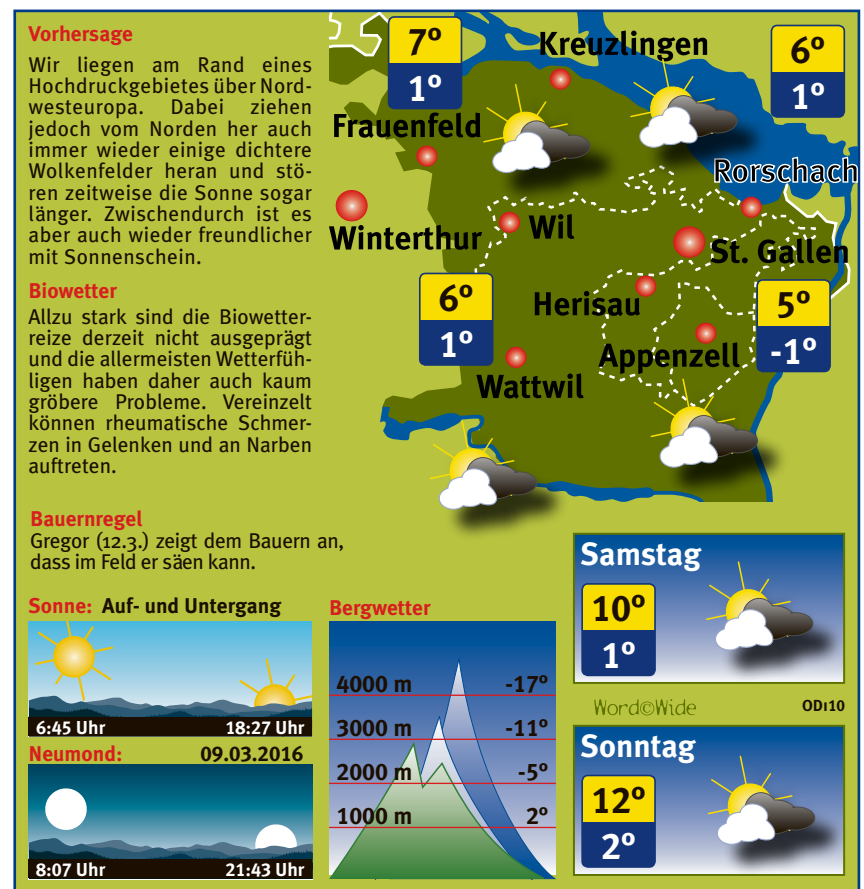 Vorhersage
Wir liegen am Rand eines
Hochdruckgebietes über Nord-
westeuropa. Dabei ziehen
jedoch vom Norden her auch
immer wieder einige dichtere
Wolkenfelder heran und stö-
ren zeitweise die Sonne sogar
länger. Zwischendurch ist es
aber auch wieder freundlicher
mit Sonnenschein.
Biowetter
Allzu stark sind die Biowetter-
reize derzeit nicht ausgeprägt
und die allermeisten Wetterfüh-
ligen haben daher auch kaum
gröbere Probleme. Vereinzelt
können rheumatische Schmer-
zen in Gelenken und an Narben
auftreten.
Bauernregel
Gregor (12.3.) zeigt dem Bauern an,
dass im Feld er säen kann.
7º
1º
Kreuzlingen
6º
1º
Frauenfeld
Rorschach
Winterthur
Wil
St. Gallen
6º
1º
Herisau
5º
-1º
Appenzell
Wattwil
Sonne: Auf- und Untergang
6:45 Uhr 18:27 Uhr
Neumond: 09.03.2016
8:07 Uhr 21:43 Uhr
Bergwetter
4000 m -17º
3000 m -11º
2000 m -5º
1000 m 2º
Samstag
10º
1º
Word©Wide OD110
Sonntag
12º
2º